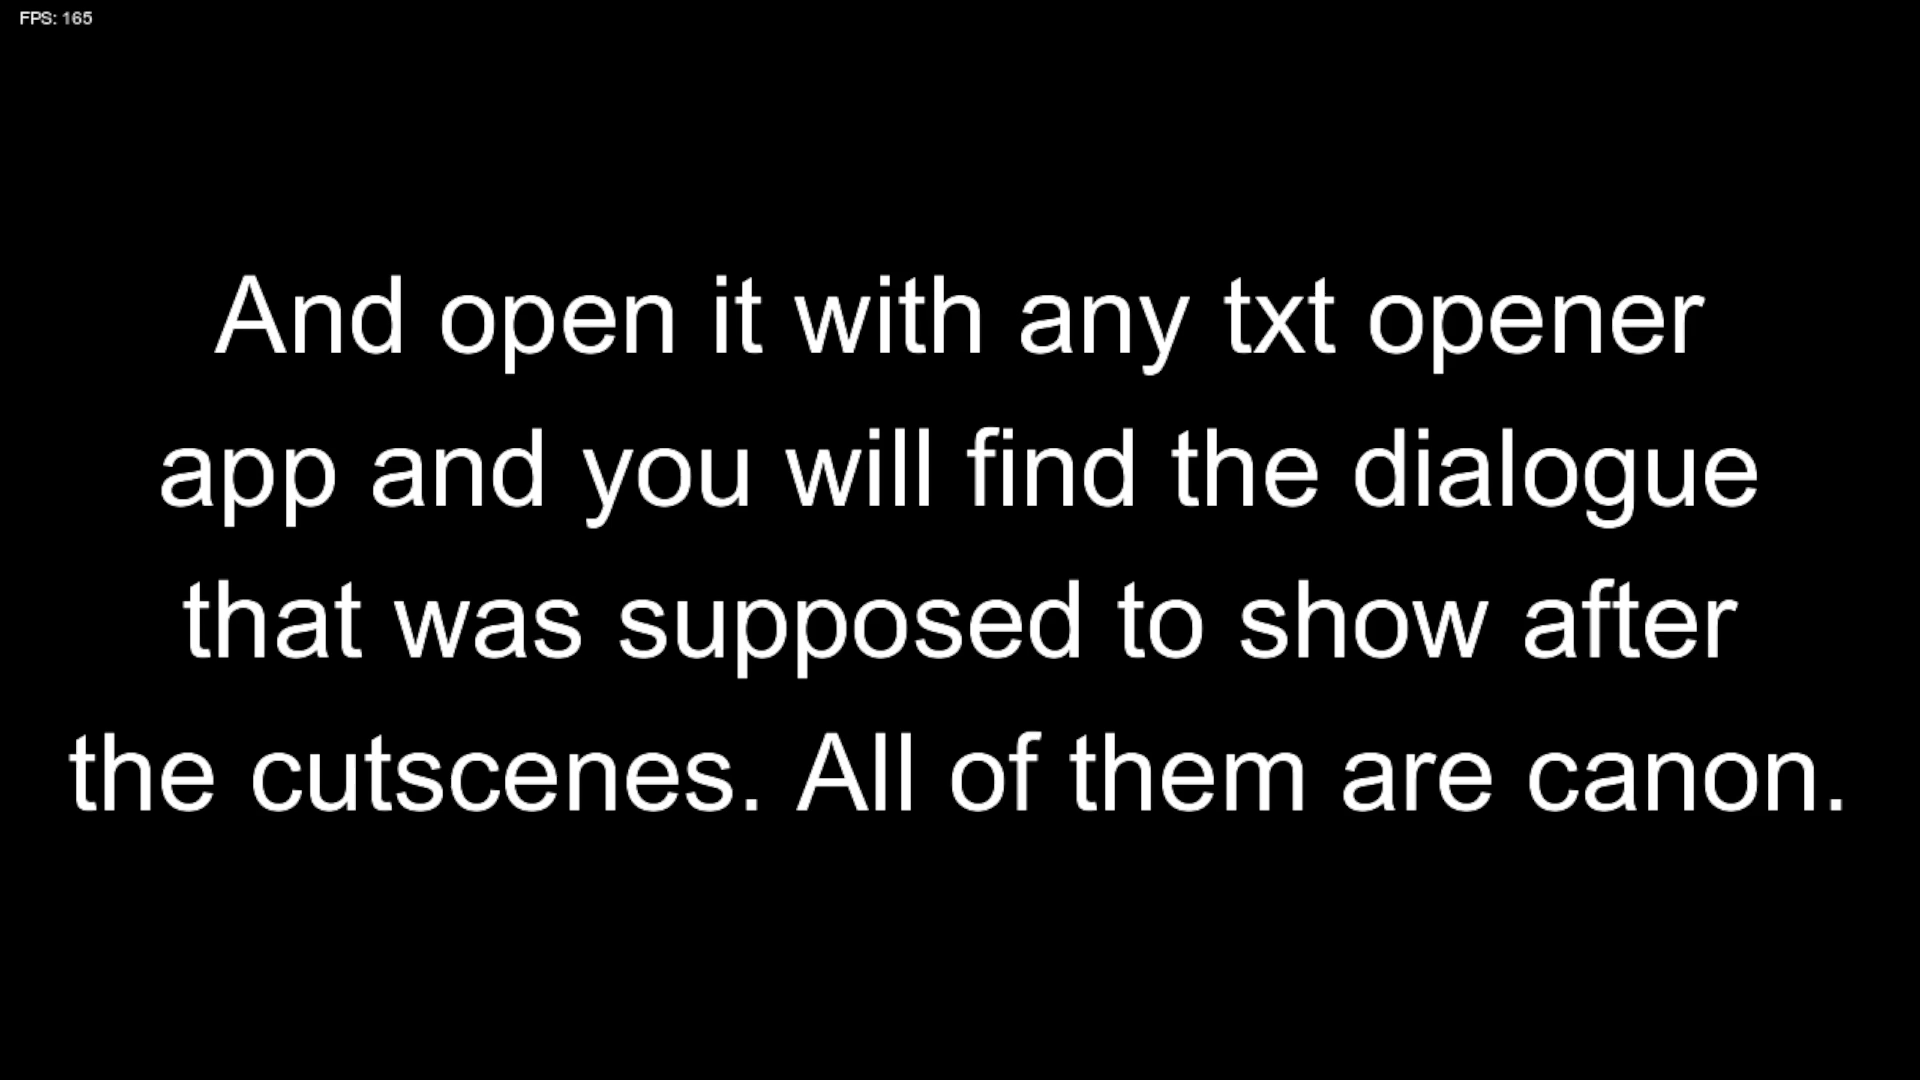 FPS: 165
And open it with any txt opener
app and you will find the dialogue
that was supposed to show after
the cutscenes. All of them are canon.